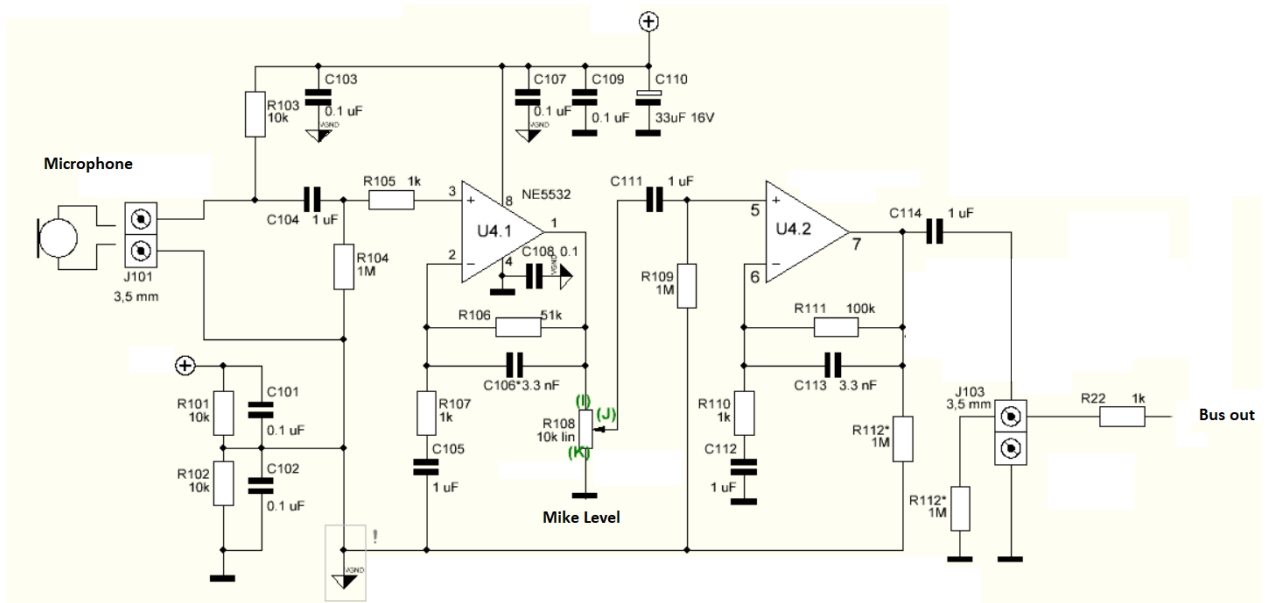 C103
0.1 uF
VGND
R103
10k
C107
0.1 uF
VGND
C109
0.1 uF
C110
33uF 16V
Microphone
J101
3,5 mm
C104
1 uF
R104
1M
R105 1k
3
2
8
4
1
+
−
NE5532
U4.1
C108 0.1
VGND
R106
51k
C106*3.3 nF
R107
1k
C105
1 uF
(I)
(J)
(K)
R108
10k lin
Mike Level
C111
1 uF
R109
1M
5
6
7
+
−
U4.2
C114
1 uF
R111
100k
C113
3.3 nF
R110
1k
C112
1 uF
R112*
1M
J103
3,5 mm
R22
1k
Bus out
R112*
1M
R101
10k
C101
0.1 uF
R102
10k
C102
0.1 uF
!
VGND